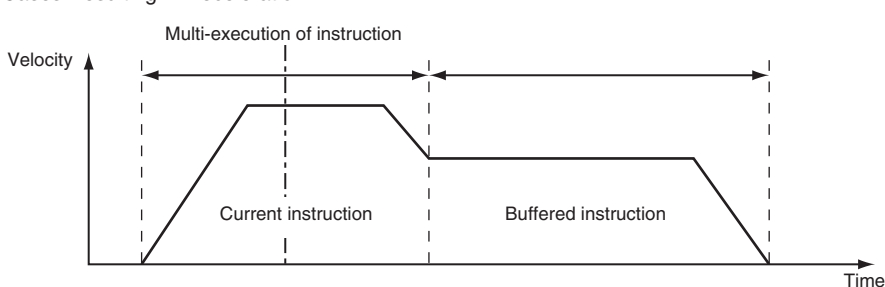 Multi-execution of instruction
Velocity
Current instruction
Buffered instruction
Time